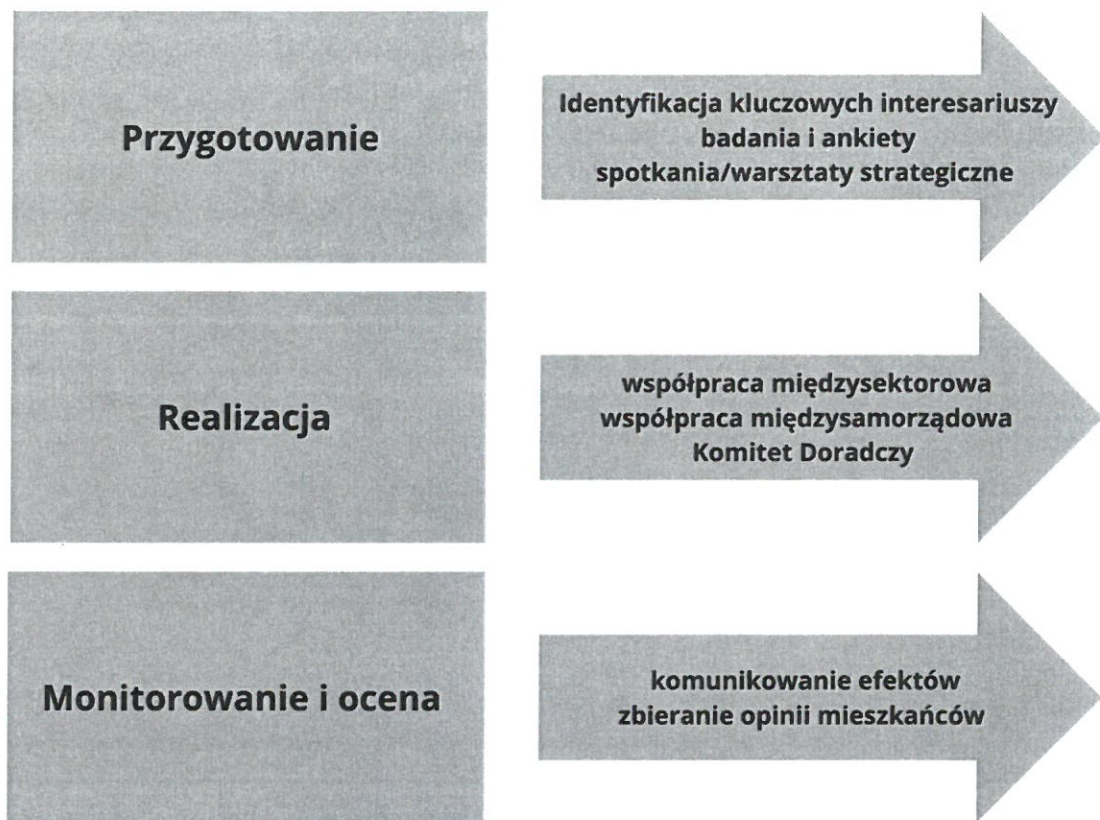 Przygotowanie
Identyfikacja kluczowych interesariuszy
badania i ankiety
spotkania/warsztaty strategiczne
Realizacja
współpraca międzysektorowa
współpraca międzysamorządowa
Komitet Doradczy
Monitorowanie i ocena
komunikowanie efektów
zbieranie opinii mieszkańców